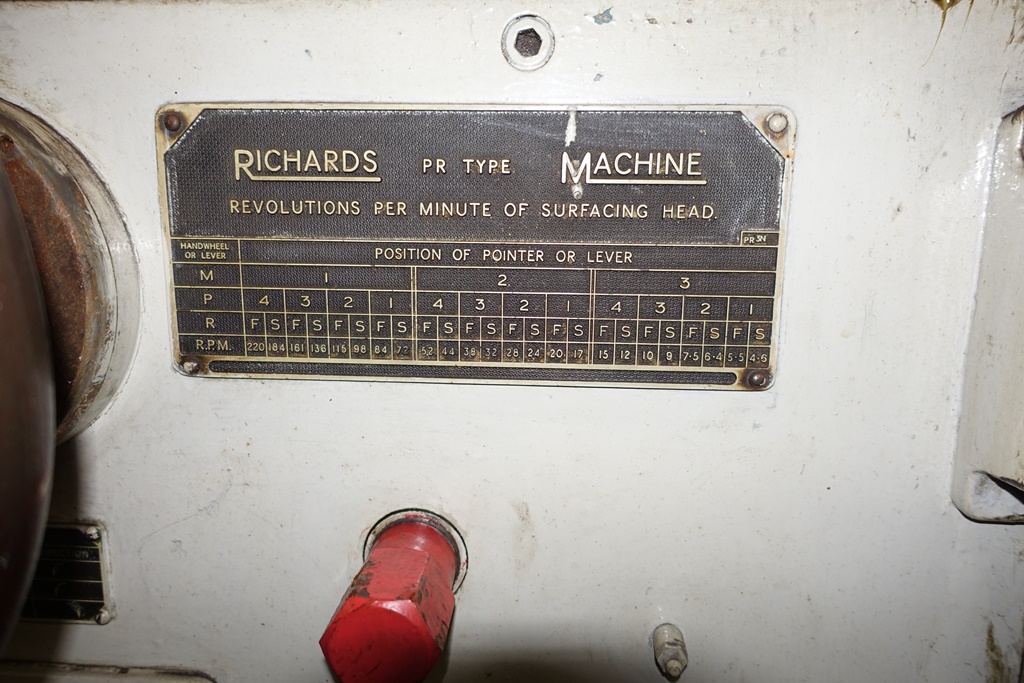 RICHARDS PR TYPE MACHINE
REVOLUTIONS PER MINUTE OF SURFACING HEAD.
PR 3N
HANDWHEEL OR LEVER POSITION OF POINTER OR LEVER
M 1 2 3
P 4 3 2 1 4 3 2 1 4 3 2 1
R F S F S F S F S F S F S F S F S F S F S F S F S
R.P.M. 220 184 161 136 115 98 84 72 52 44 38 32 28 24 20 17 15 12 10 9 7·5 6·4 5·5 4·6